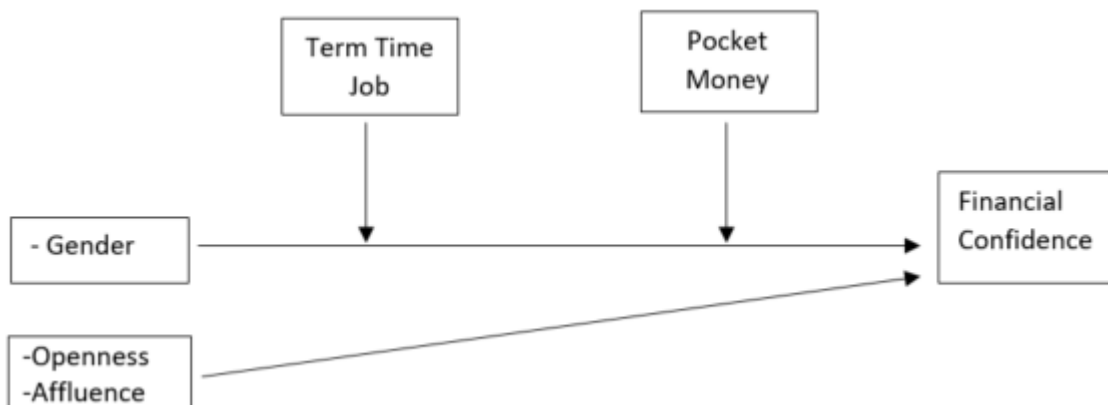 Term Time
Job
Pocket
Money
- Gender
Financial
Confidence
-Openness
-Affluence